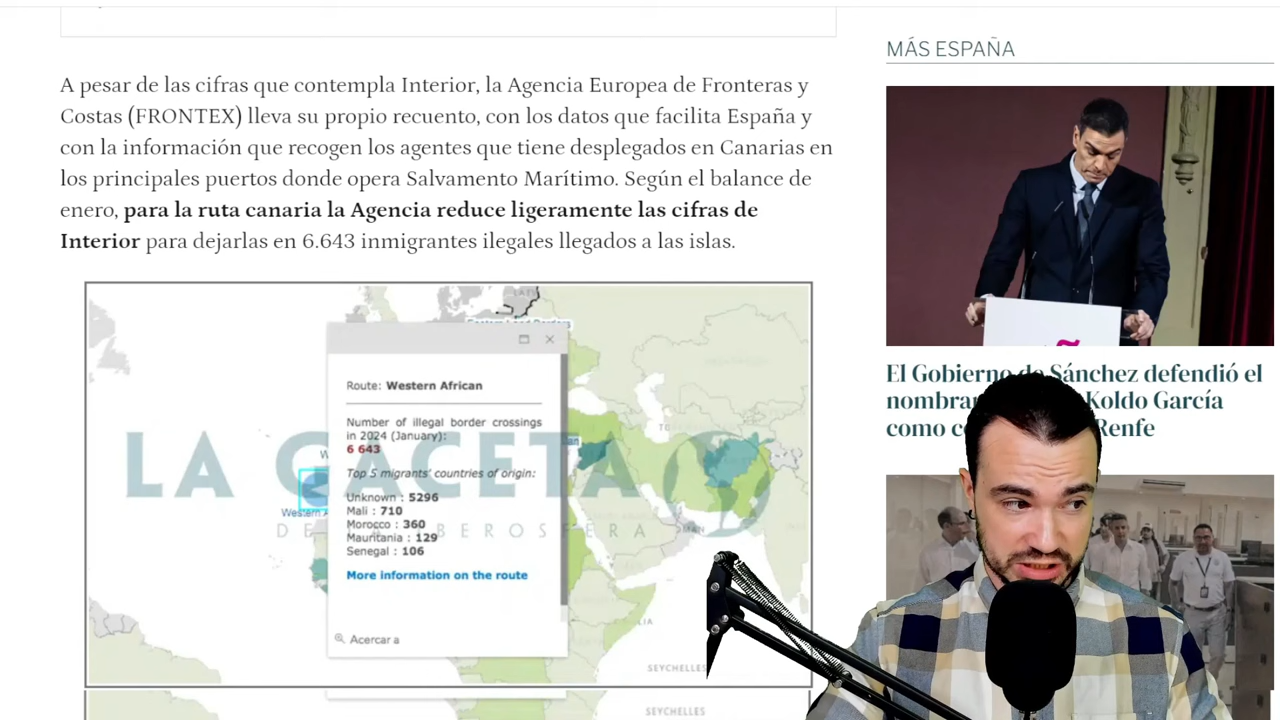 A pesar de las cifras que contempla Interior, la Agencia Europea de Fronteras y
Costas (FRONTEX) lleva su propio recuento, con los datos que facilita España y
con la información que recogen los agentes que tiene desplegados en Canarias en
los principales puertos donde opera Salvamento Marítimo. Según el balance de
enero, para la ruta canaria la Agencia reduce ligeramente las cifras de
Interior para dejarlas en 6.643 inmigrantes ilegales llegados a las islas.
Route: Western African
Number of illegal border crossings
in 2024 (January):
6 643
Top 5 migrants' countries of origin:
Unknown : 5296
Mali : 710
Morocco : 360
Mauritania : 129
Senegal : 106
More information on the route
Acercar a
LA GACETA
SEYCHELLES
SEYCHELLES
MÁS ESPAÑA
El Gobierno de Sánchez defendió el
Koldo García
como Renfe